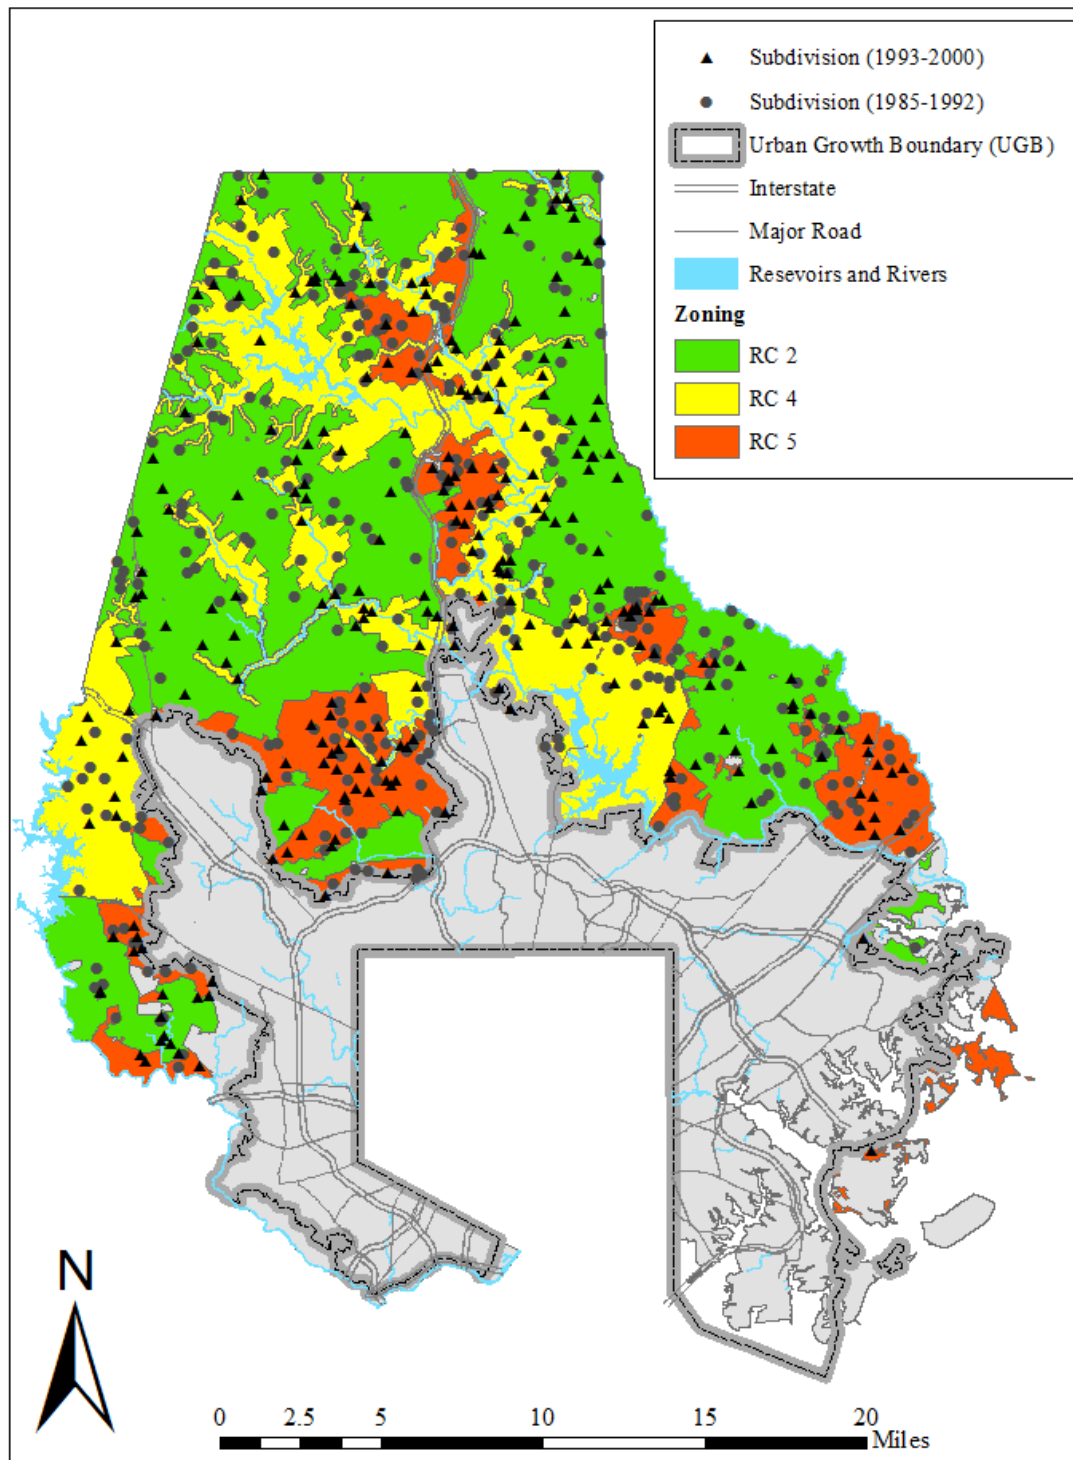 Subdivision (1993-2000)
Subdivision (1985-1992)
Urban Growth Boundary (UGB)
Interstate
Major Road
Resevoirs and Rivers
Zoning
RC 2
RC 4
RC 5
N
0 2.5 5 10 15 20
Miles